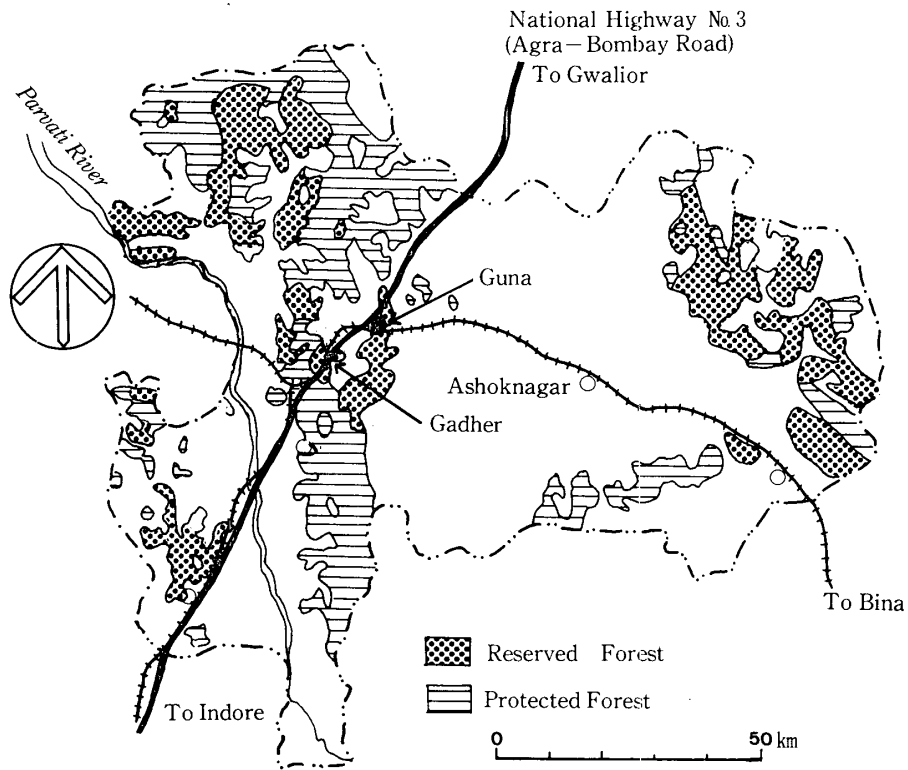 National Highway No. 3
(Agra—Bombay Road)
To Gwalior
Parvati River
Guna
Ashoknagar
Gadher
To Bina
Reserved Forest
Protected Forest
To Indore
0 50 km